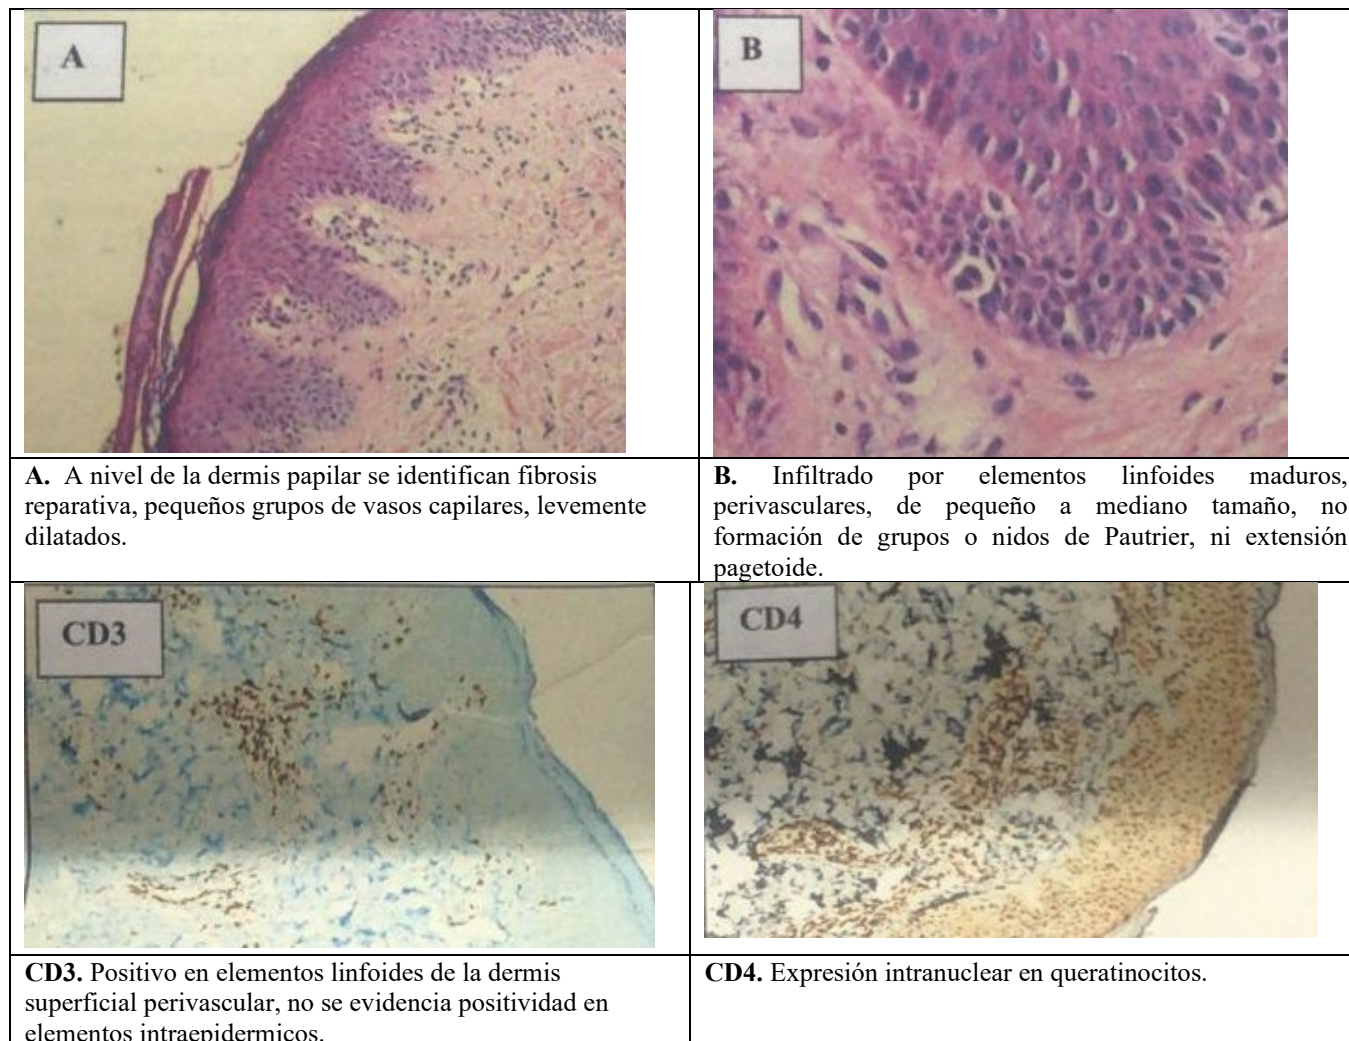 A
B
A. A nivel de la dermis papilar se identifican fibrosis
reparativa, pequeños grupos de vasos capilares, levemente
dilatados.
B. Infiltrado por elementos linfoides maduros,
perivasculares, de pequeño a mediano tamaño, no
formación de grupos o nidos de Pautrier, ni extensión
pagetoide.
CD3
CD4
CD3. Positivo en elementos linfoides de la dermis
superficial perivascular, no se evidencia positividad en
elementos intraepidermicos.
CD4. Expresión intranuclear en queratinocitos.